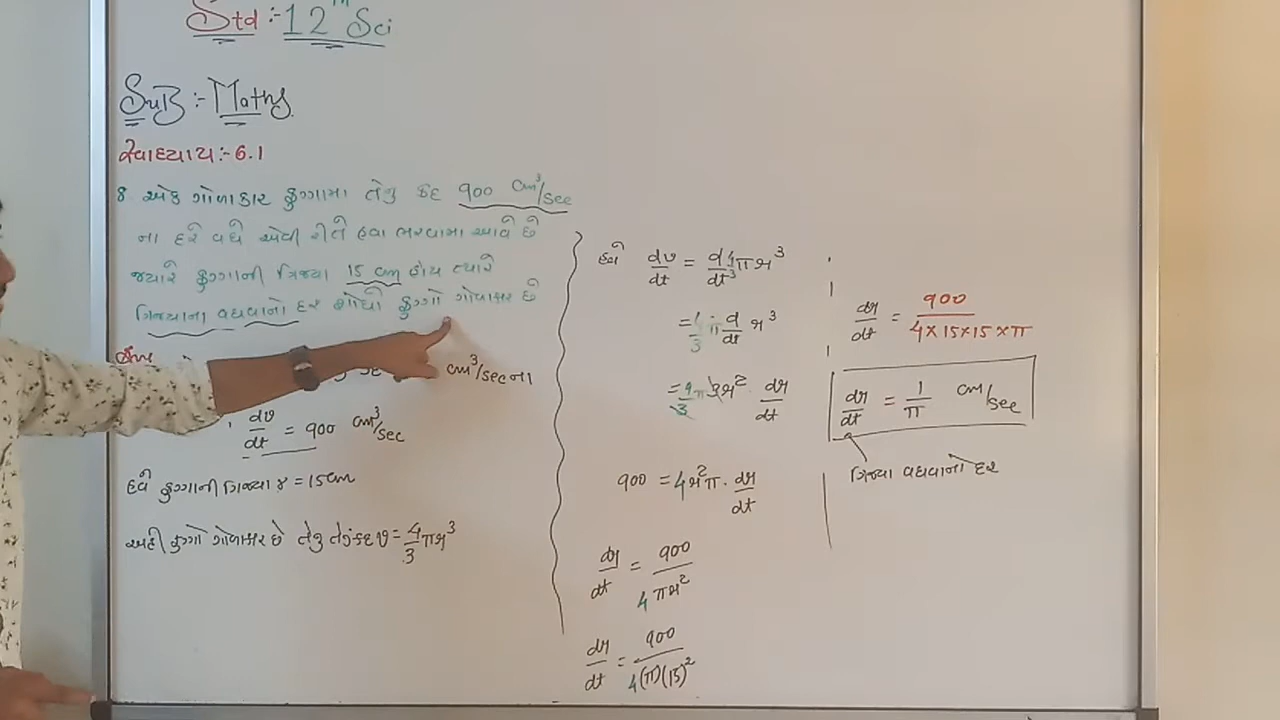 Std :- 12th Sci
SuB :- Maths
સ્વાધ્યાય :- 6.1
8. એક ગોળાકાર ફુગ્ગામા તેનુ કદ 900 cm³/sec
ના દરે વધે એવી રીતે હવા ભરવામા આવે છે
જ્યારે ફુગ્ગાની ત્રિજ્યા 15 cm હોય ત્યારે
ત્રિજ્યાના વધવાનો દર શોધો ફુગ્ગો ગોળાકાર છે
cm³/sec ના
dv/dt = 900 cm³/sec
હવે ફુગ્ગાની ત્રિજ્યા r = 15cm
અહી ફુગ્ગો ગોળાકાર છે તેનુ કદ v = 4/3 πr³
હવે dv/dt = d/dt 4/3 πr³
π d/dt r³
= 4/3 π 3r² dr/dt
900 = 4r²π . dr/dt
dr/dt = 900/4πr²
dr/dt = 900/4(π)(15)²
dr/dt = 900/4×15×15×π
dr/dt = 1/π cm/sec
ત્રિજ્યા વધવાનો દર